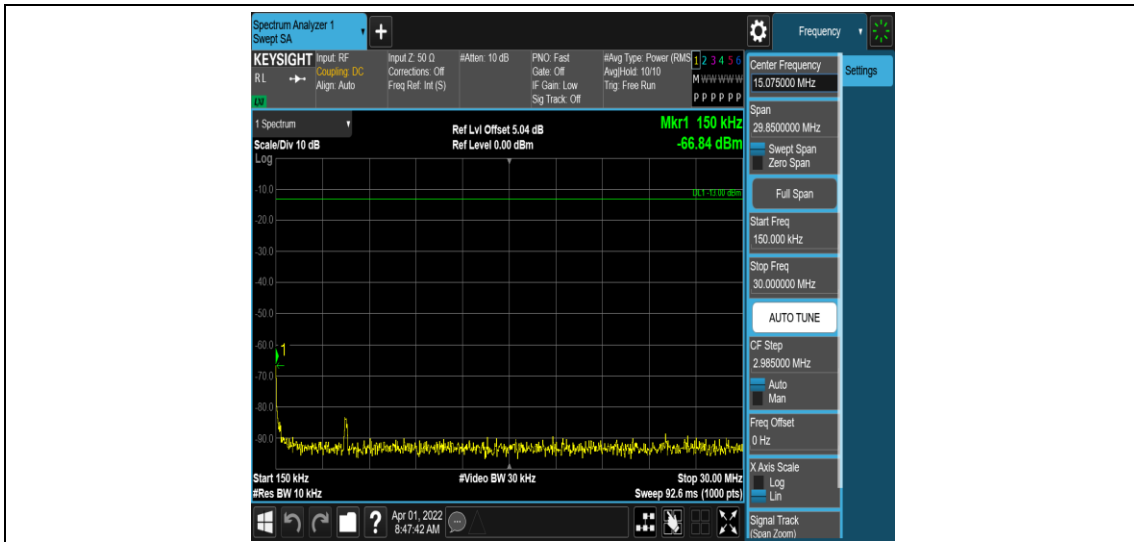 Spectrum Analyzer 1
Swept SA
Frequency
KEYSIGHT
RL
LXI
Input: RF
Coupling: DC
Align: Auto
Input Z: 50 Ω
Corrections: Off
Freq Ref: Int (S)
#Atten: 10 dB
PNO: Fast
Gate: Off
IF Gain: Low
Sig Track: Off
#Avg Type: Power (RMS
Avg|Hold: 10/10
Trig: Free Run
1 2 3 4 5 6
M W W W W W
P P P P P P
Center Frequency
15.075000 MHz
Settings
Span
29.8500000 MHz
Swept Span
Zero Span
Full Span
Start Freq
150.000 kHz
Stop Freq
30.000000 MHz
AUTO TUNE
CF Step
2.985000 MHz
Auto
Man
Freq Offset
0 Hz
X Axis Scale
Log
Lin
Signal Track
(Span Zoom)
1 Spectrum
Scale/Div 10 dB
Log
Ref Lvl Offset 5.04 dB
Ref Level 0.00 dBm
Mkr1 150 kHz
-66.84 dBm
DL1 -13.00 dBm
-10.0
-20.0
-30.0
-40.0
-50.0
-60.0
1
-70.0
-80.0
-90.0
Start 150 kHz
#Res BW 10 kHz
#Video BW 30 kHz
Stop 30.00 MHz
Sweep 92.6 ms (1000 pts)
?
Apr 01, 2022
8:47:42 AM